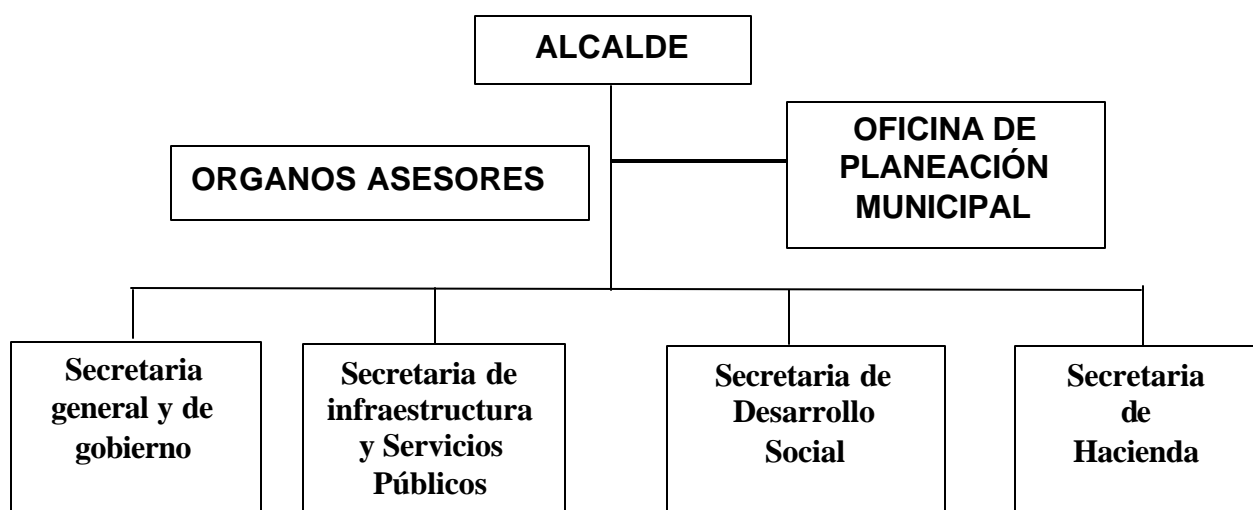 ALCALDE
OFICINA DE
PLANEACIÓN
MUNICIPAL
ORGANOS ASESORES
Secretaria
general y de
gobierno
Secretaria de
infraestructura
y Servicios
Públicos
Secretaria de
Desarrollo
Social
Secretaria
de
Hacienda